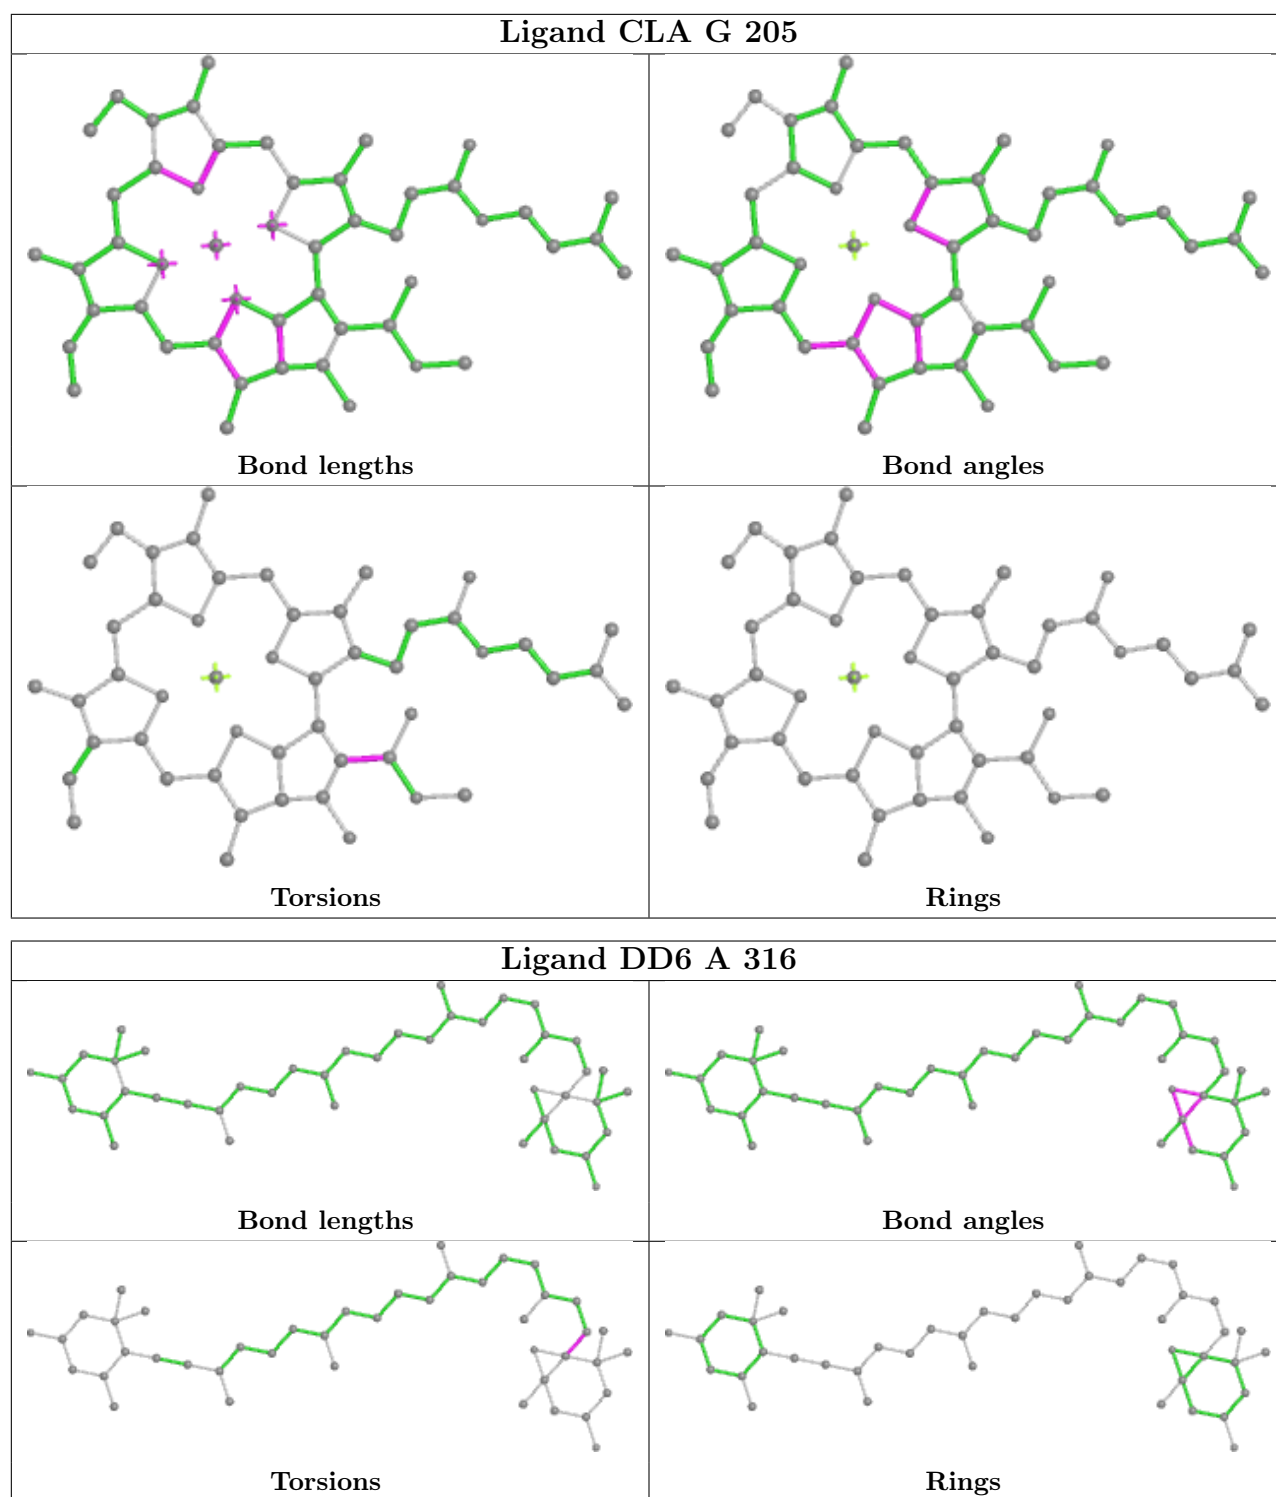 Ligand CLA G 205
Bond lengths
Bond angles
Torsions
Rings
Ligand DD6 A 316
Bond lengths
Bond angles
Torsions
Rings